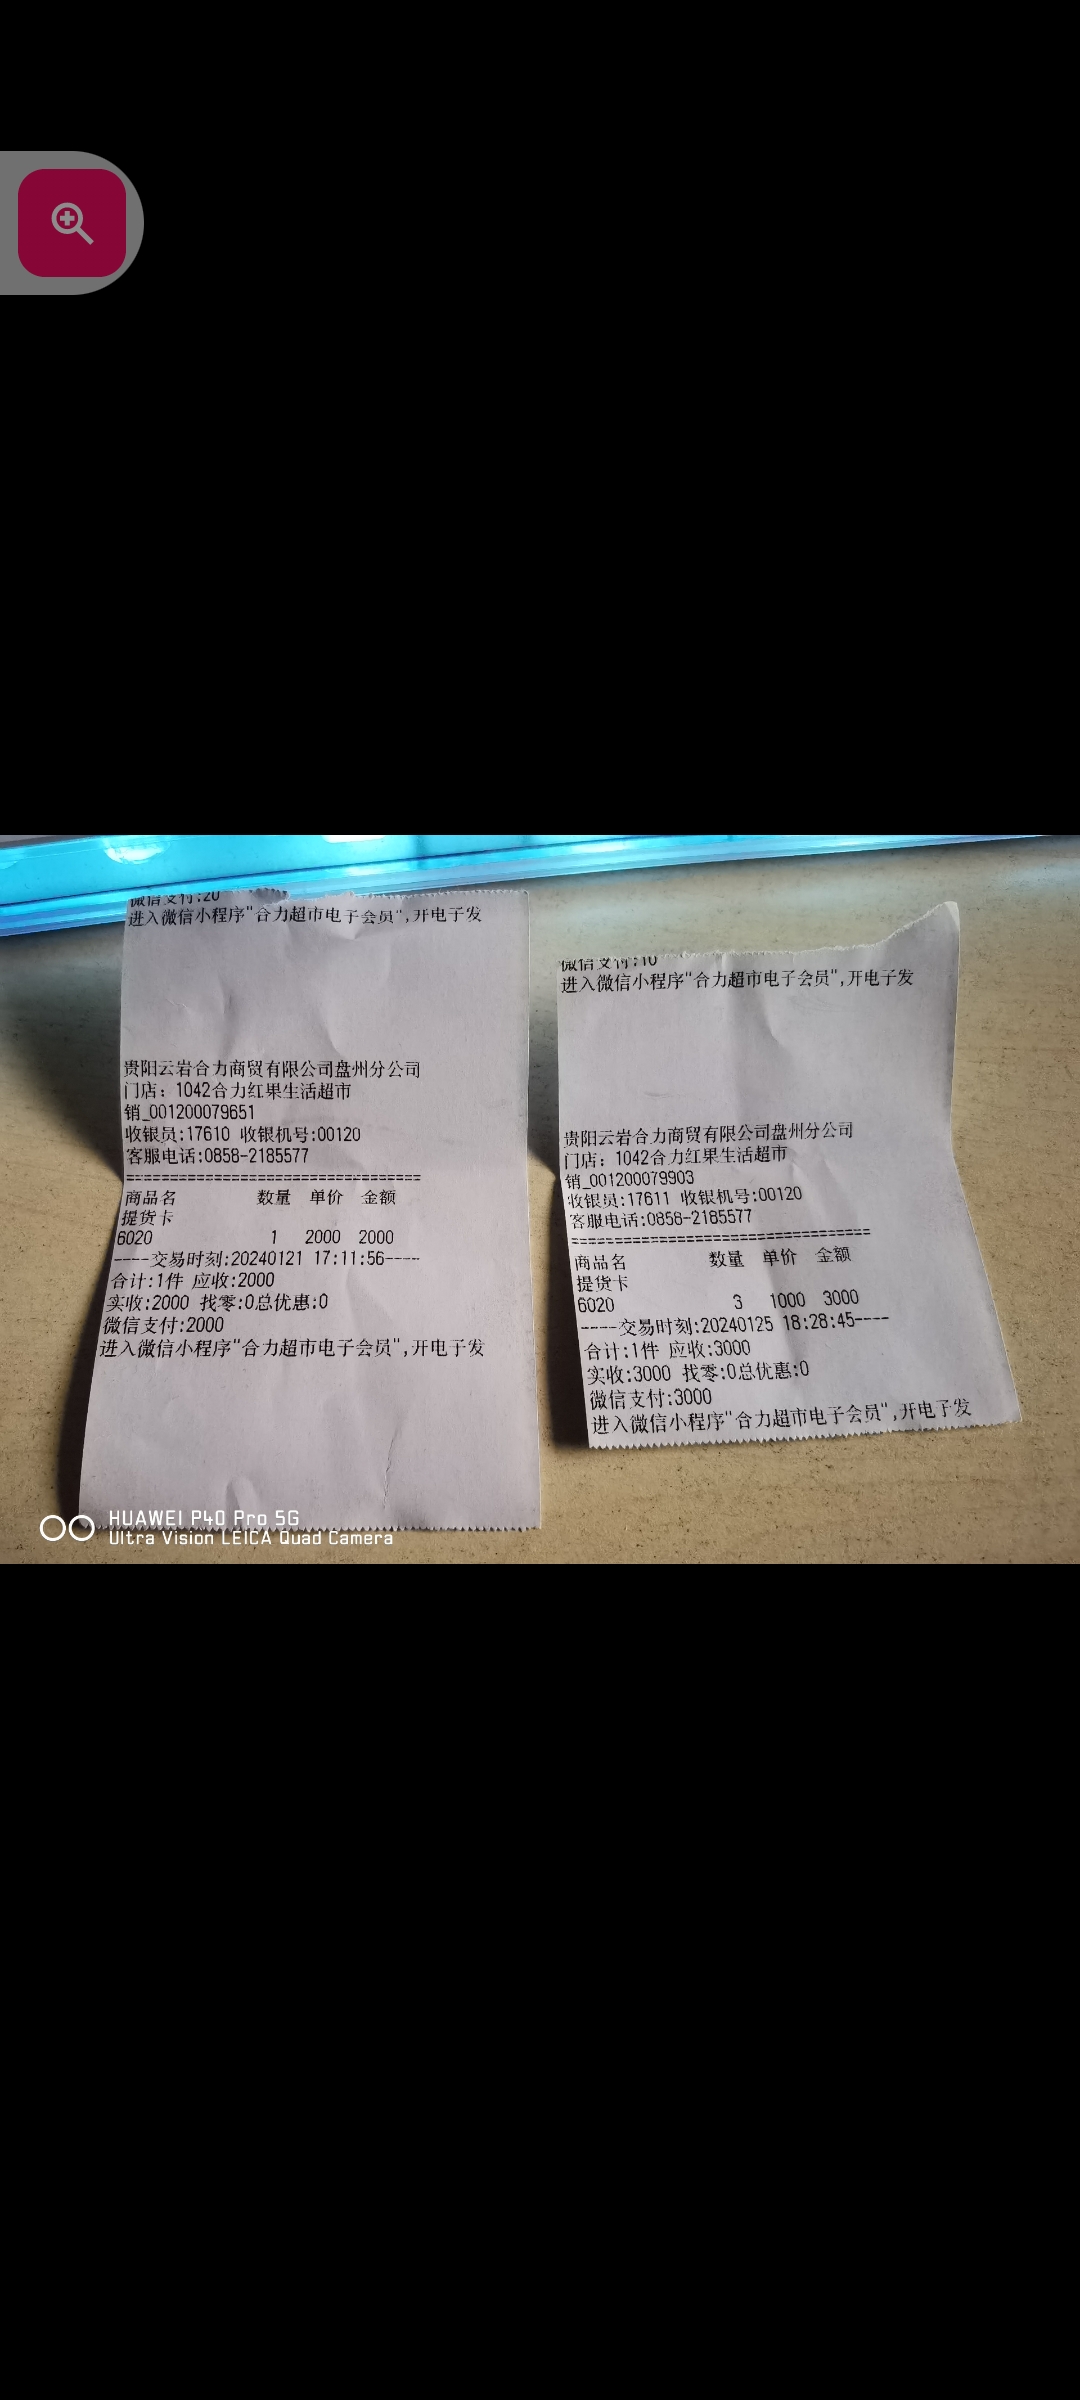 微信支付:20
进入微信小程序"合力超市电子会员",开电子发
贵阳云岩合力商贸有限公司盘州分公司
门店：1042合力红果生活超市
销_001200079651
收银员:17610 收银机号:00120
客服电话:0858-2185577
==================================
商品名 数量 单价 金额
提货卡
6020 1 2000 2000
----交易时刻:20240121 17:11:56----
合计:1件 应收:2000
实收:2000 找零:0总优惠:0
微信支付:2000
进入微信小程序"合力超市电子会员",开电子发
微信支付:10
进入微信小程序"合力超市电子会员",开电子发
贵阳云岩合力商贸有限公司盘州分公司
门店：1042合力红果生活超市
销_001200079903
收银员:17611 收银机号:00120
客服电话:0858-2185577
==================================
商品名 数量 单价 金额
提货卡
6020 3 1000 3000
----交易时刻:20240125 18:28:45----
合计:1件 应收:3000
实收:3000 找零:0总优惠:0
微信支付:3000
进入微信小程序"合力超市电子会员",开电子发
HUAWEI P40 Pro 5G
Ultra Vision LEICA Quad Camera